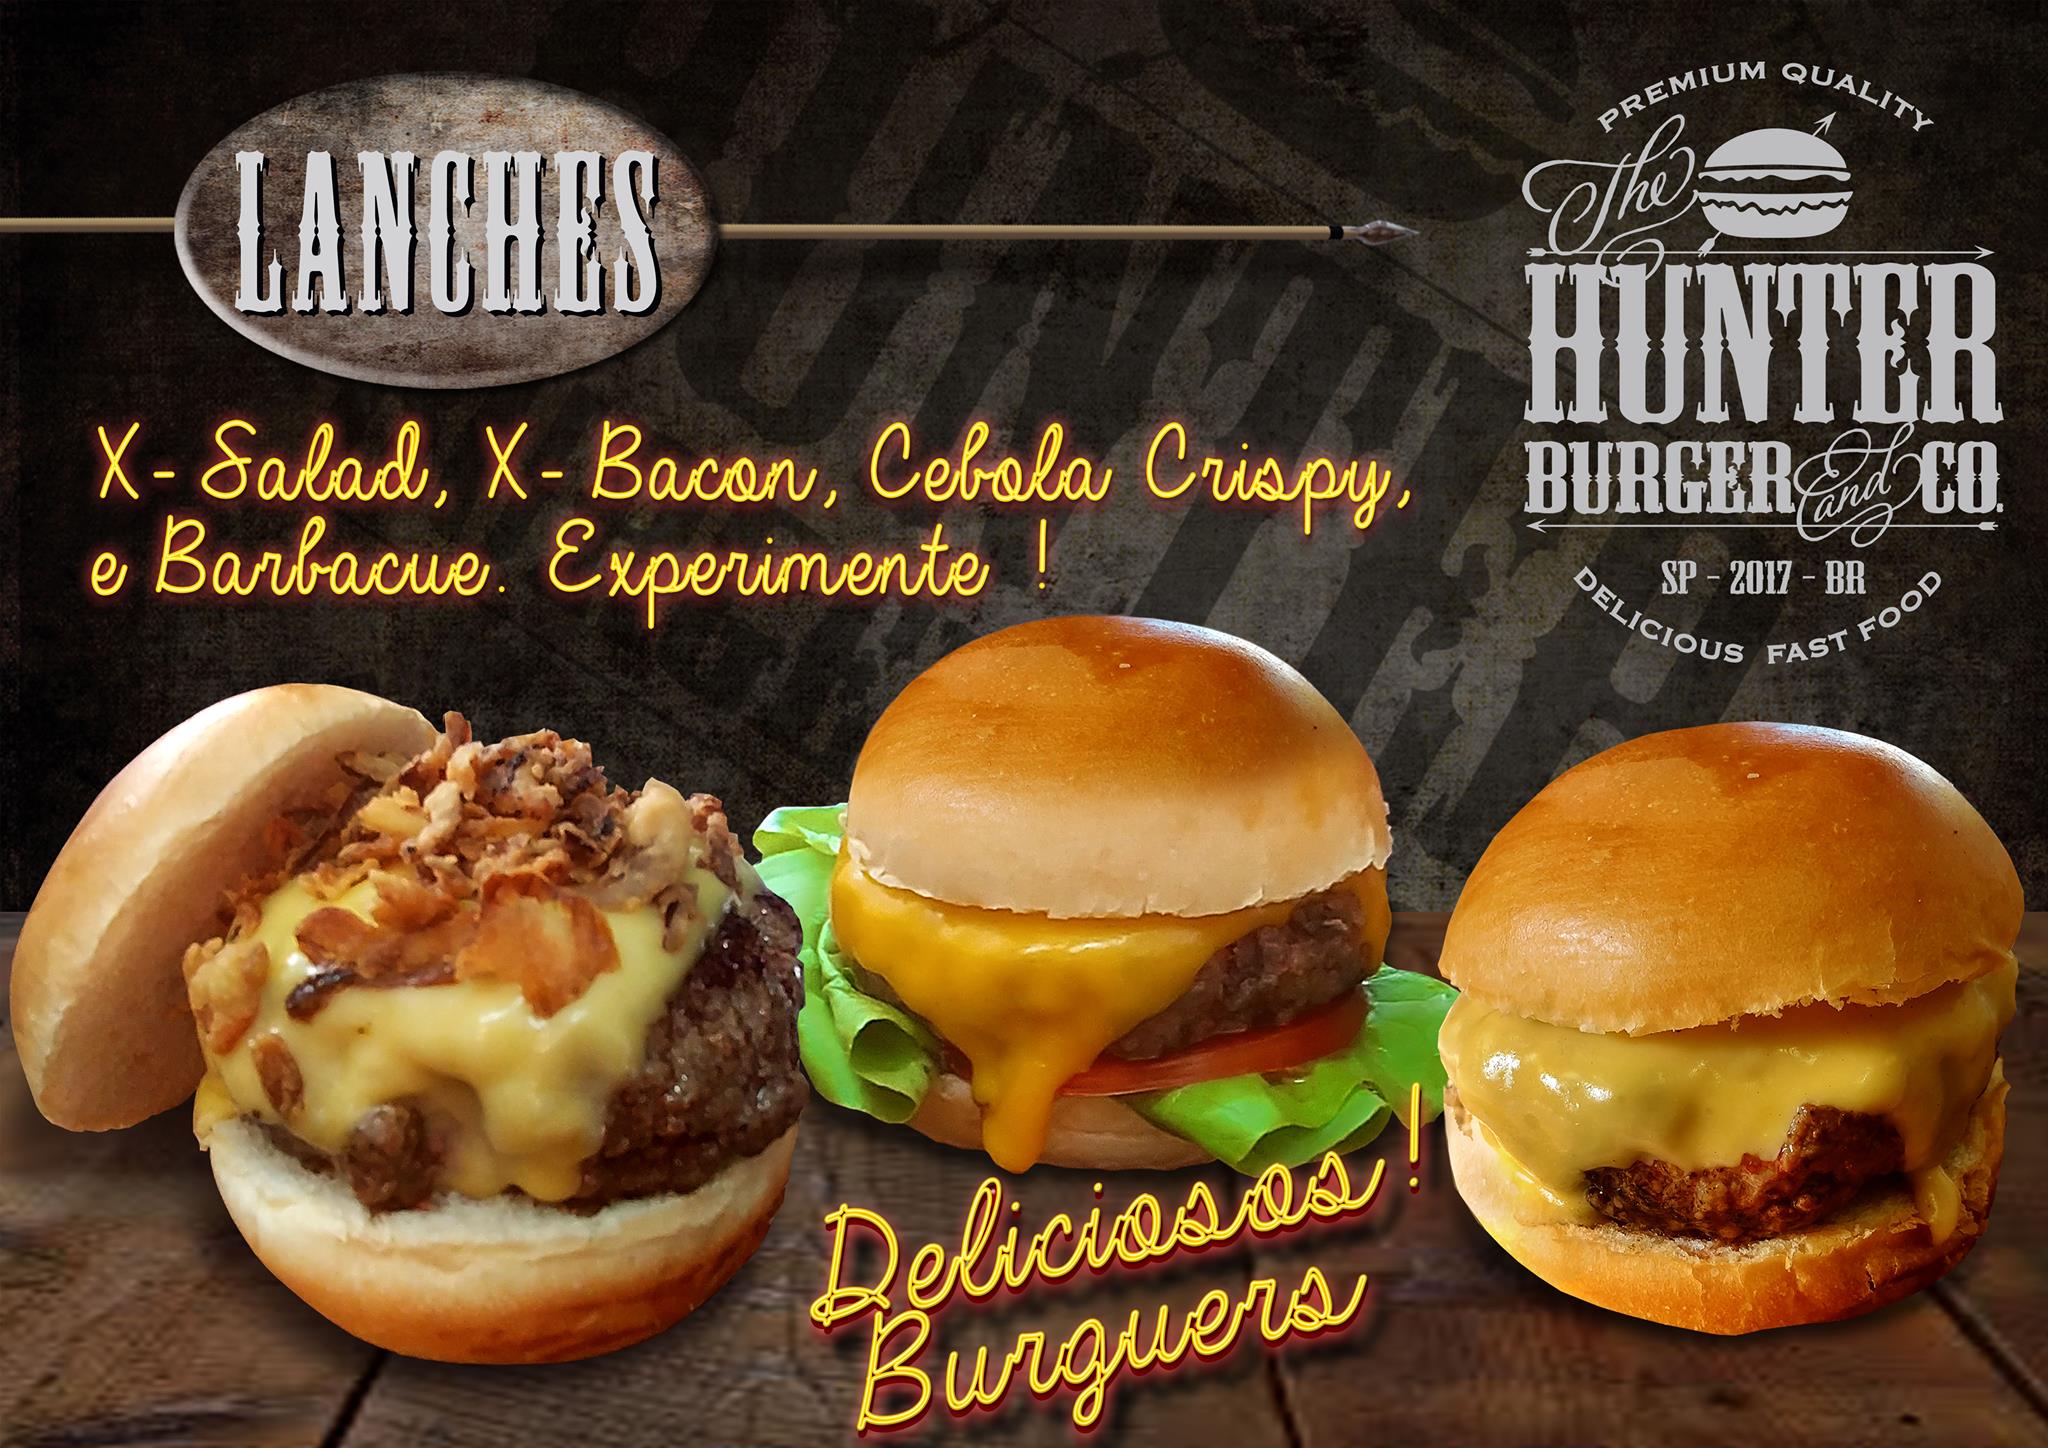 LANCHES
PREMIUM QUALITY
The
HUNTER
BURGER and CO.
SP - 2017 - BR
DELICIOUS FAST FOOD
X - Salad, X - Bacon, Cebola Crispy,
e Barbacue. Experimente !
Deliciosos !
Burguers